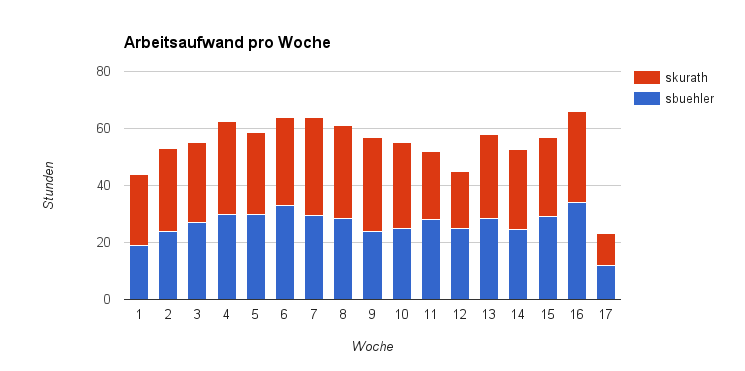 Arbeitsaufwand pro Woche
80
60
40
20
0
Stunden
1 2 3 4 5 6 7 8 9 10 11 12 13 14 15 16 17
Woche
skurath
sbuehler